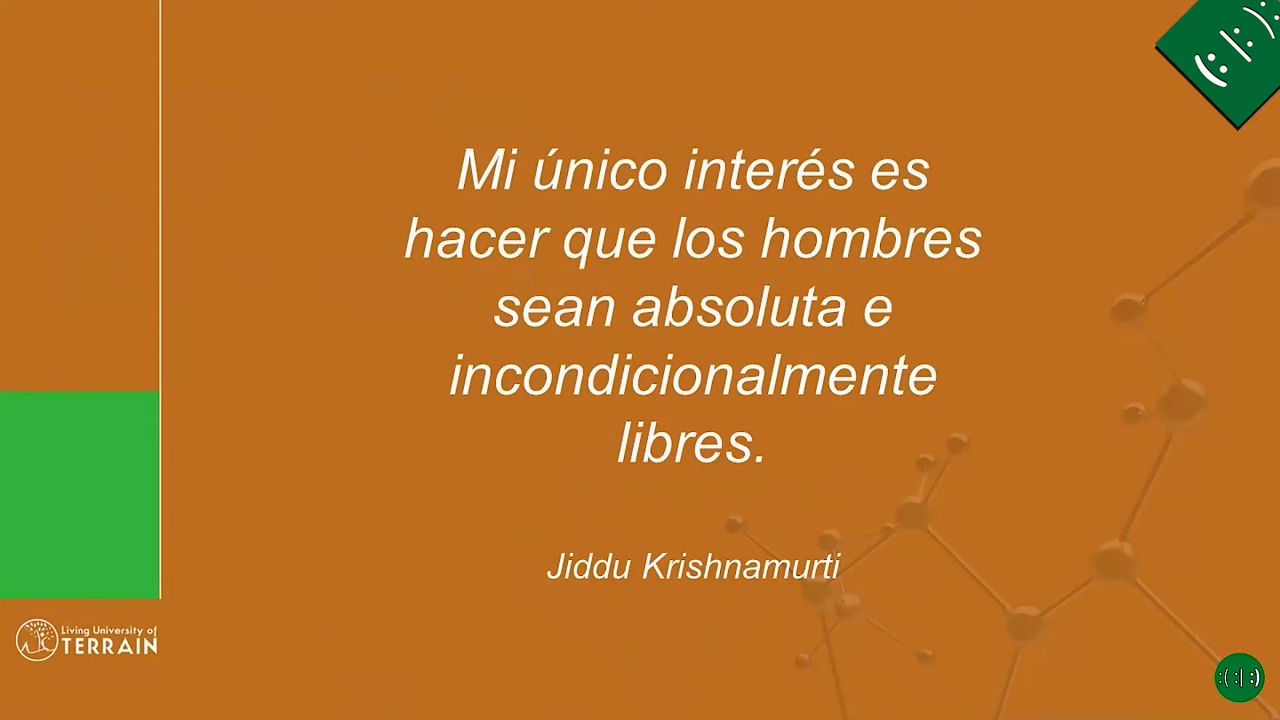 Mi único interés es
hacer que los hombres
sean absoluta e
incondicionalmente
libres.
Jiddu Krishnamurti
Living University of
TERRAIN
(:|:)
:(:|:)